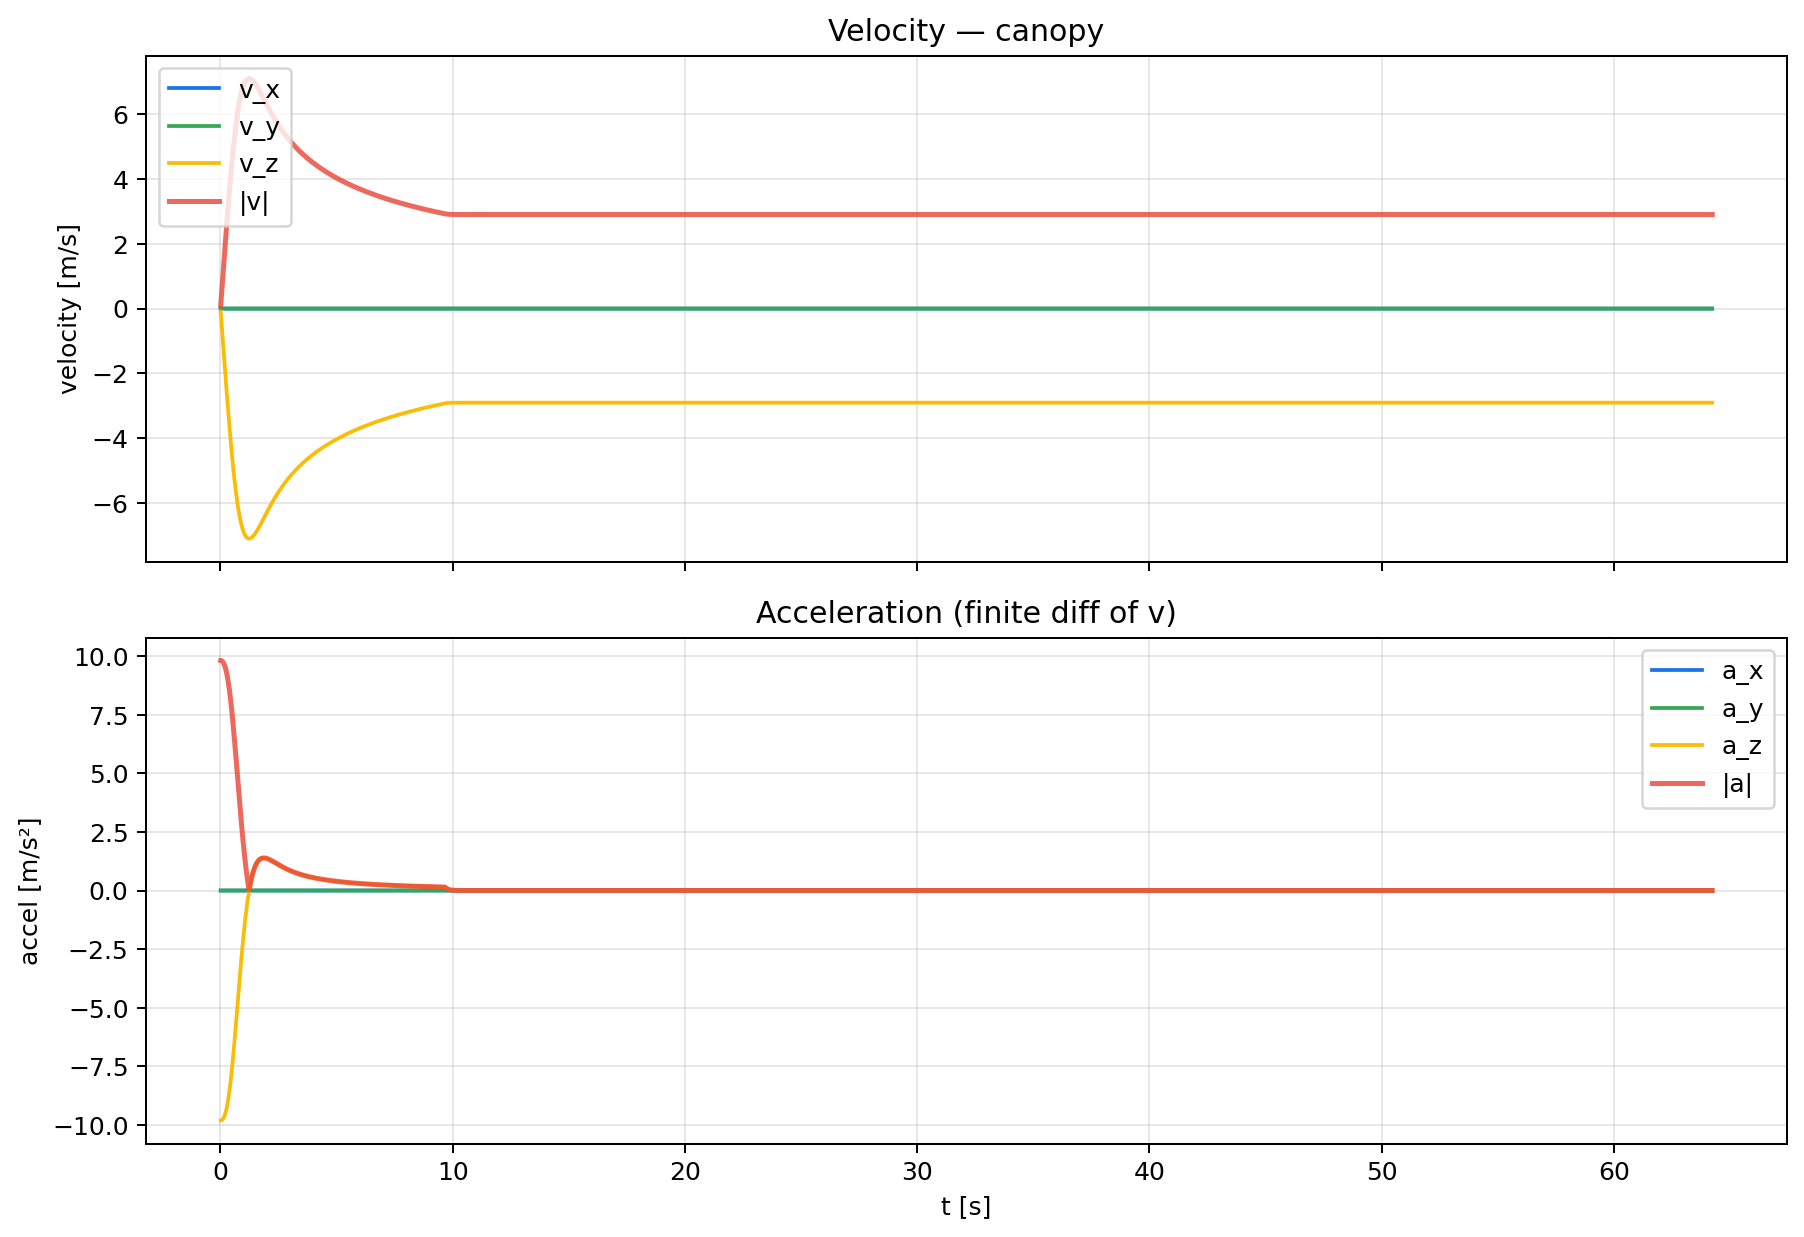 Velocity — canopy
v_x
v_y
v_z
|v|
velocity [m/s]
6
4
2
0
−2
−4
−6
Acceleration (finite diff of v)
a_x
a_y
a_z
|a|
accel [m/s²]
10.0
7.5
5.0
2.5
0.0
−2.5
−5.0
−7.5
−10.0
0 10 20 30 40 50 60
t [s]